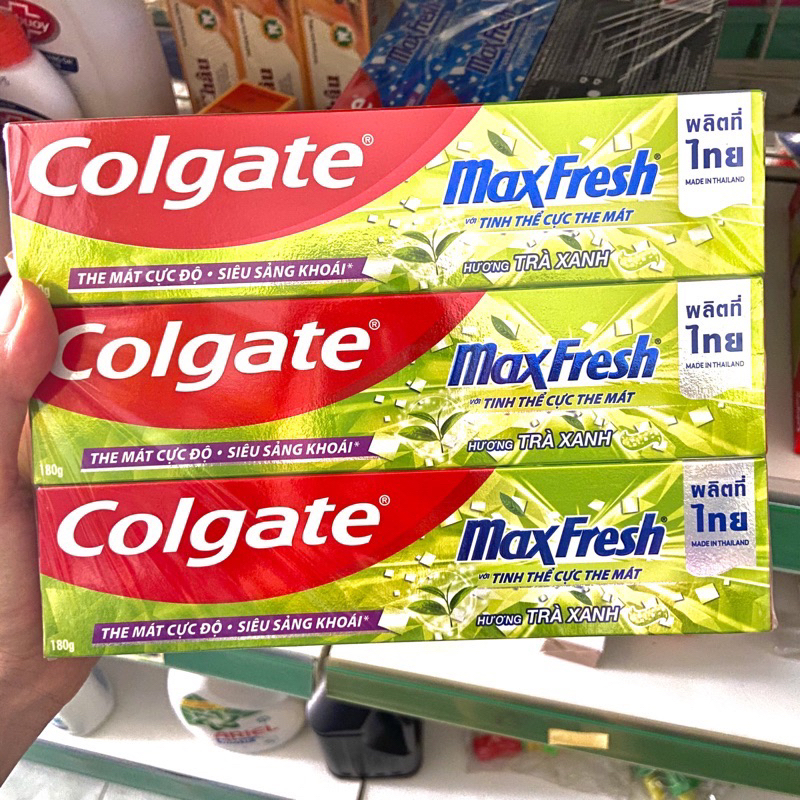 Colgate®
MaxFresh®
với TINH THỂ CỰC THE MÁT
HƯƠNG TRÀ XANH
THE MÁT CỰC ĐỘ • SIÊU SẢNG KHOÁI*
ผลิตที่
ไทย
MADE IN THAILAND
Colgate®
MaxFresh®
với TINH THỂ CỰC THE MÁT
HƯƠNG TRÀ XANH
THE MÁT CỰC ĐỘ • SIÊU SẢNG KHOÁI*
180g
ผลิตที่
ไทย
MADE IN THAILAND
Colgate®
MaxFresh®
với TINH THỂ CỰC THE MÁT
HƯƠNG TRÀ XANH
THE MÁT CỰC ĐỘ • SIÊU SẢNG KHOÁI*
180g
ผลิตที่
ไทย
MADE IN THAILAND
MaxFresh
ARIEL